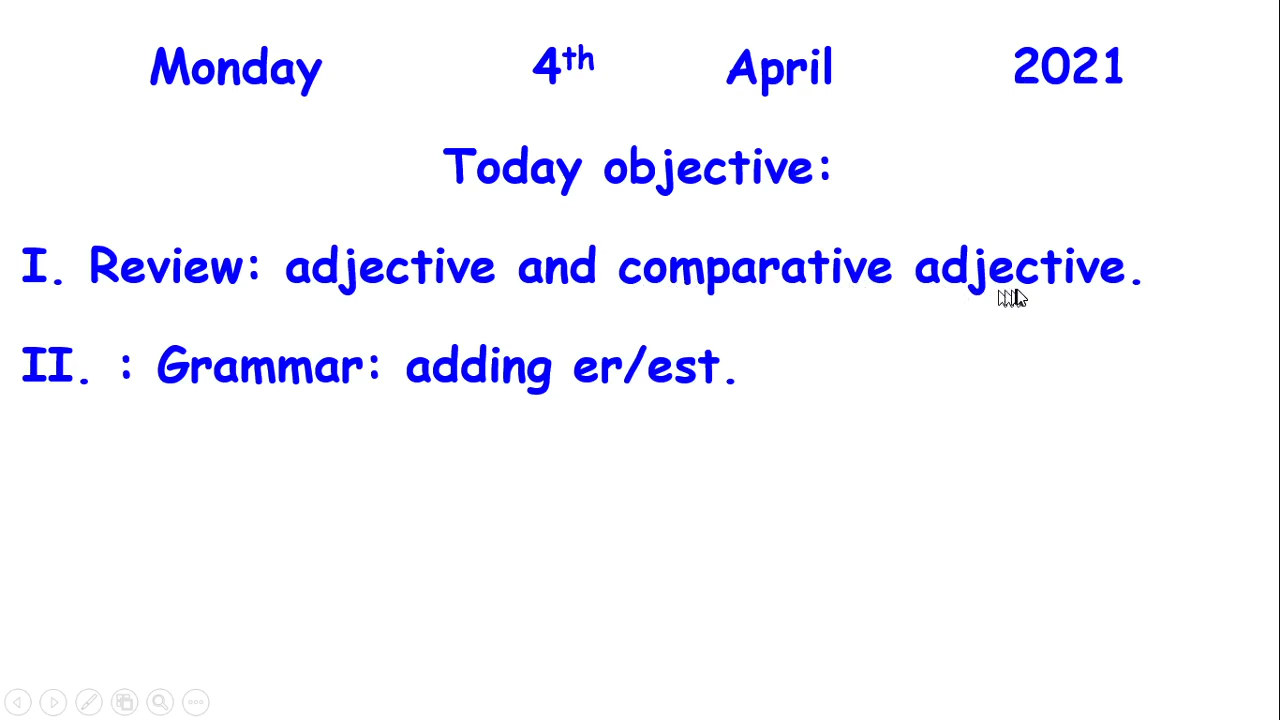 Monday 4th April 2021
Today objective:
I. Review: adjective and comparative adjective.
II. : Grammar: adding er/est.